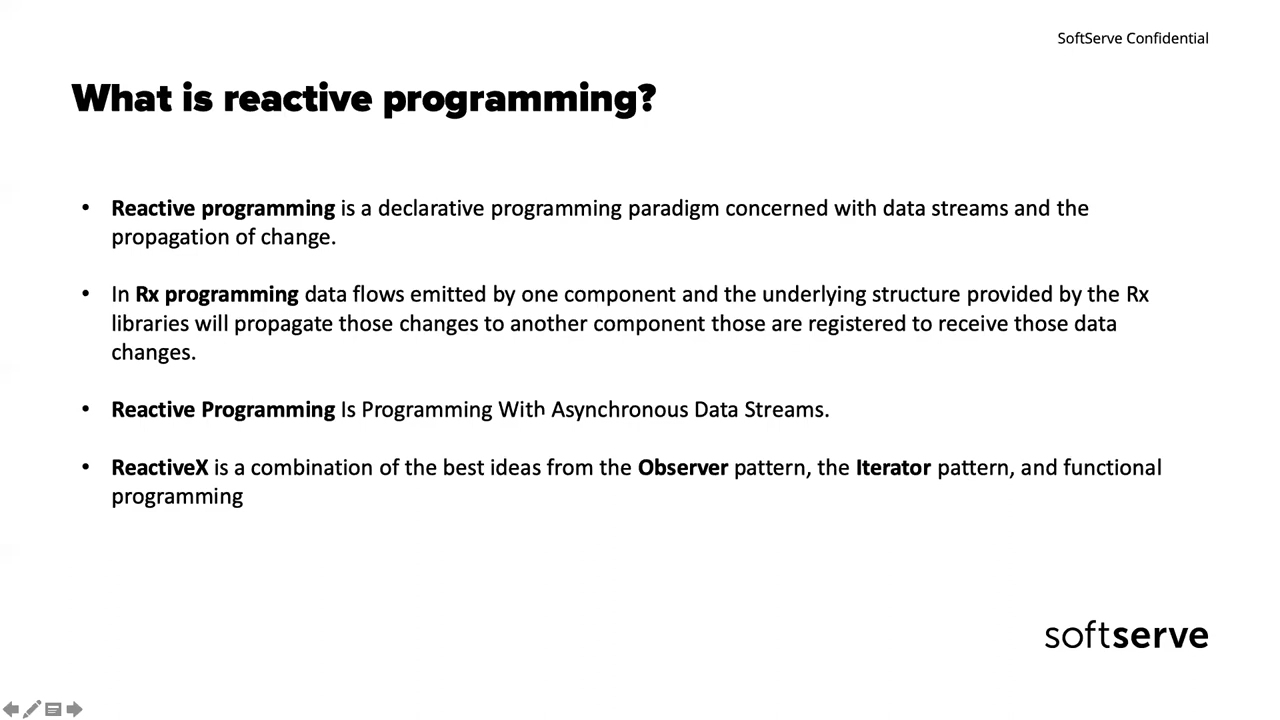 SoftServe Confidential
What is reactive programming?
• Reactive programming is a declarative programming paradigm concerned with data streams and the
propagation of change.
• In Rx programming data flows emitted by one component and the underlying structure provided by the Rx
libraries will propagate those changes to another component those are registered to receive those data
changes.
• Reactive Programming Is Programming With Asynchronous Data Streams.
• ReactiveX is a combination of the best ideas from the Observer pattern, the Iterator pattern, and functional
programming
softserve